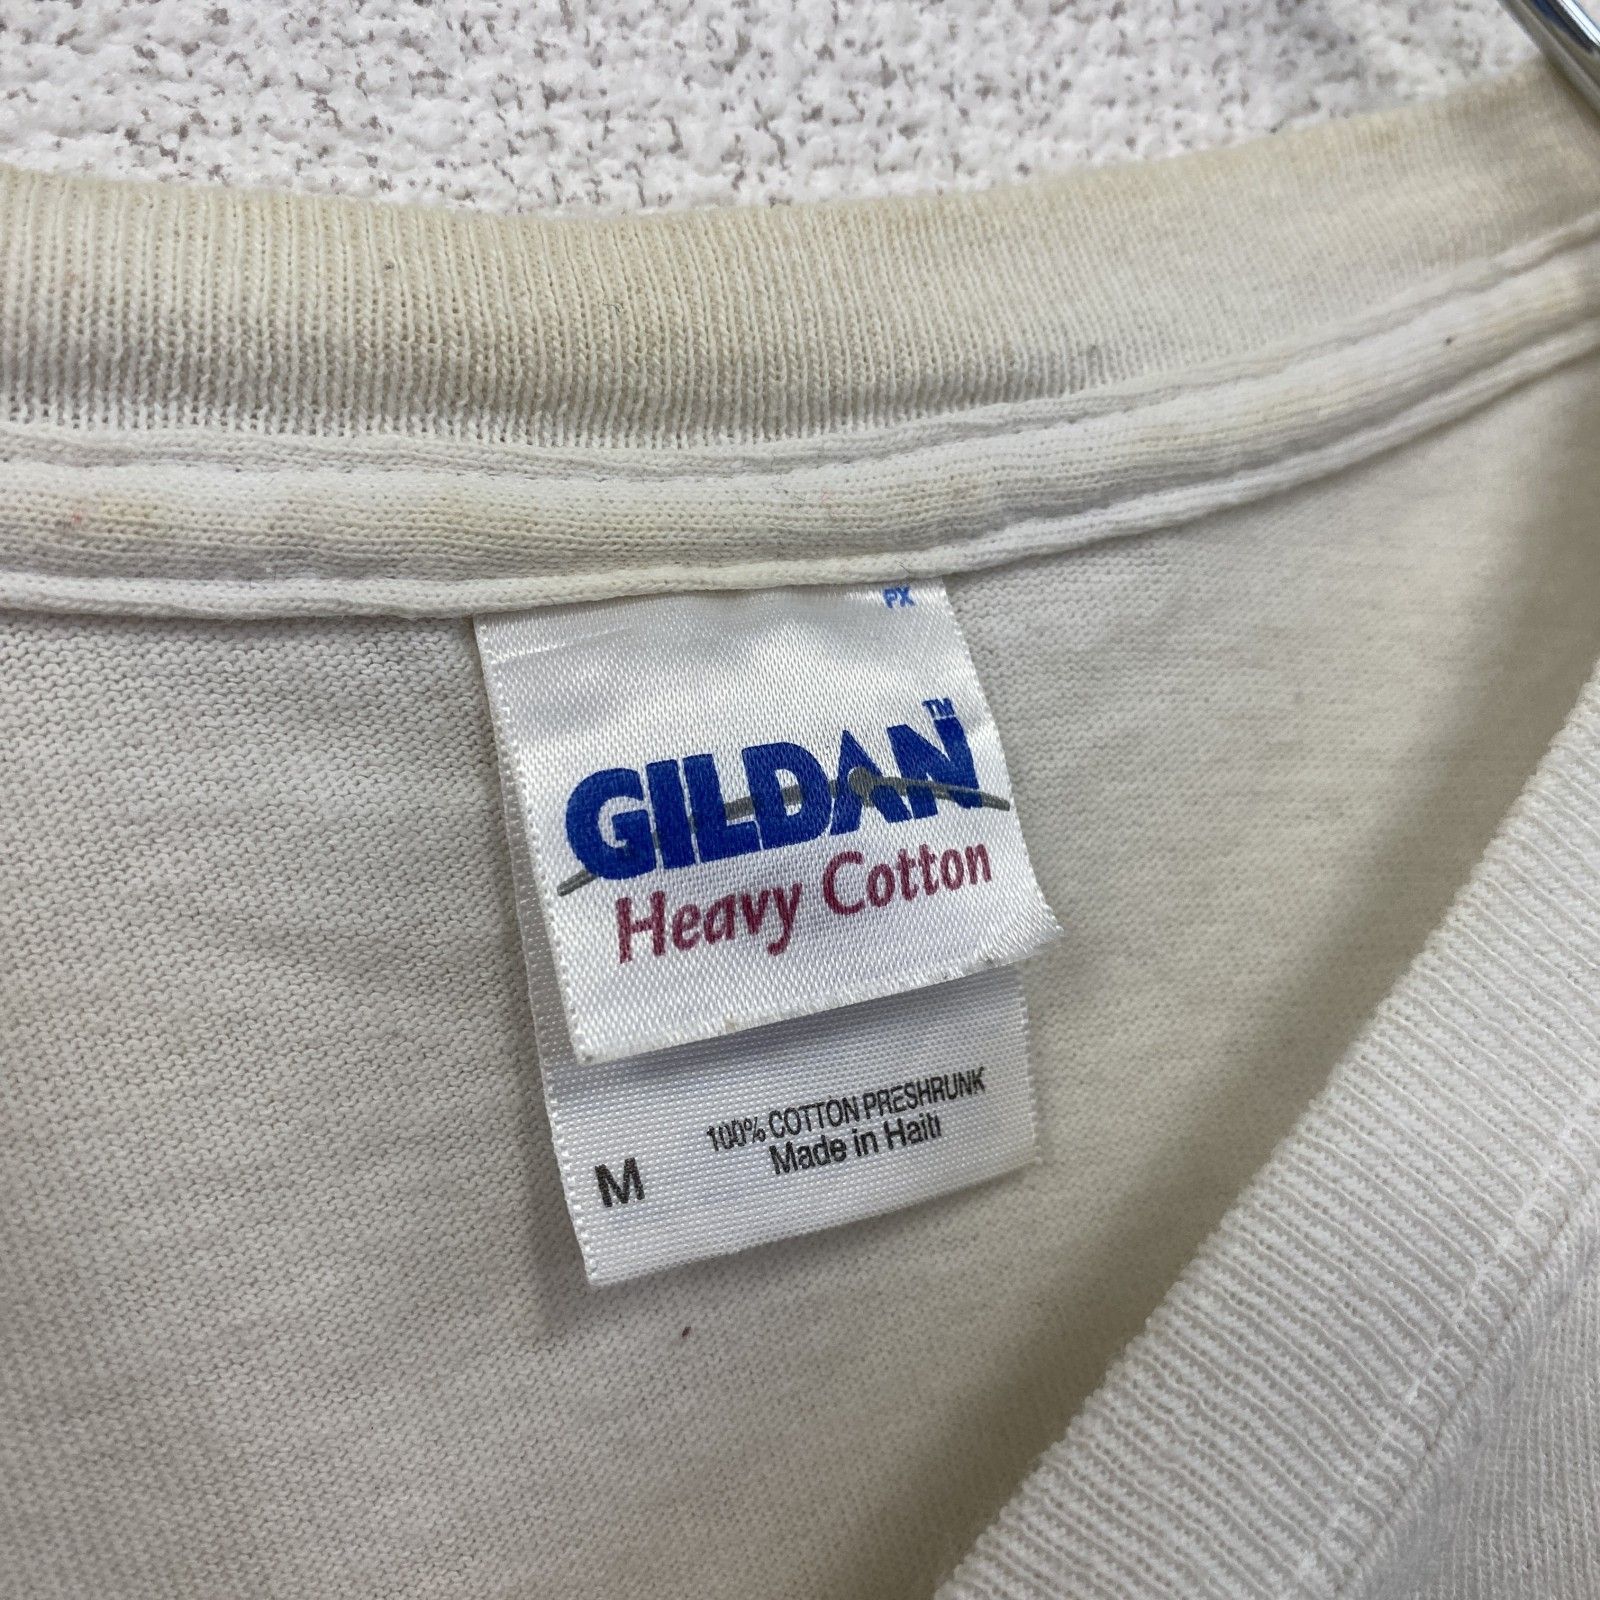 PX
GILDAN™
Heavy Cotton
100% COTTON PRESHRUNK
Made in Haiti
M